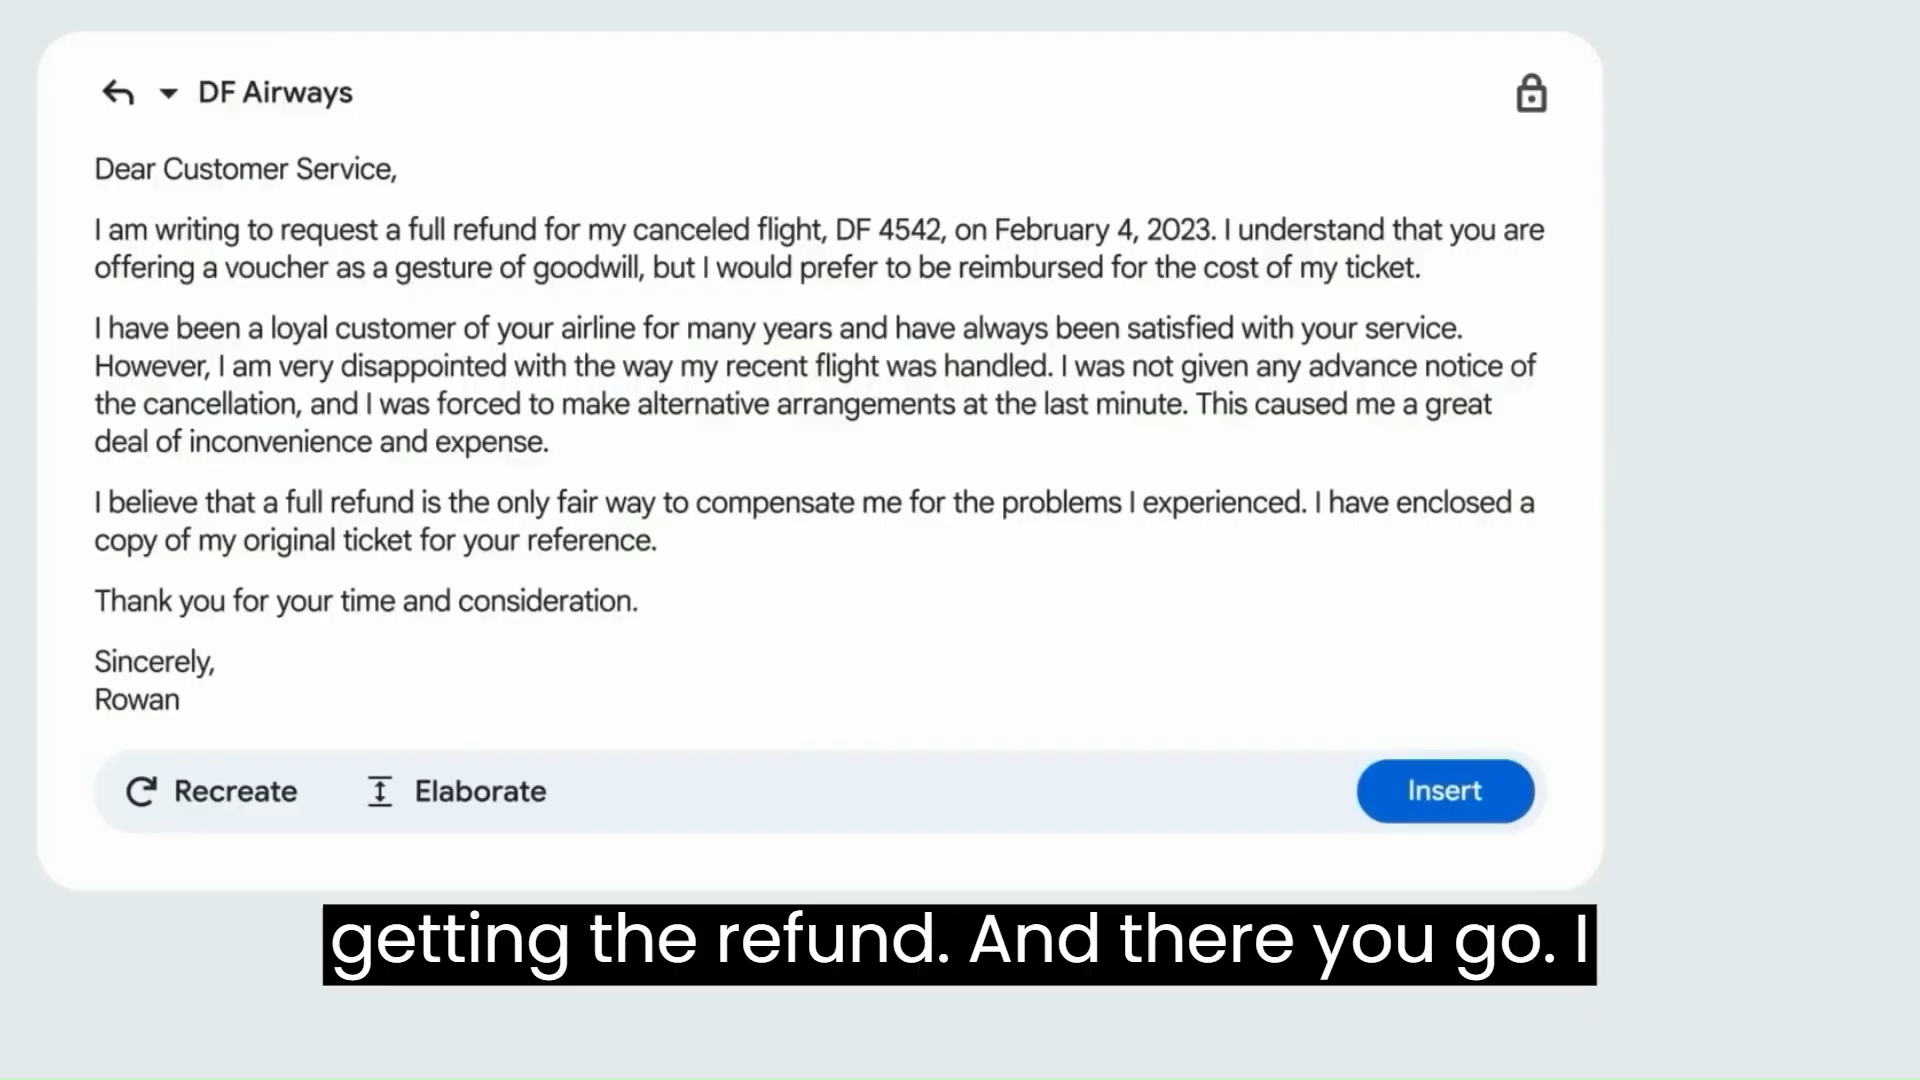 DF Airways
Dear Customer Service,
I am writing to request a full refund for my canceled flight, DF 4542, on February 4, 2023. I understand that you are
offering a voucher as a gesture of goodwill, but I would prefer to be reimbursed for the cost of my ticket.
I have been a loyal customer of your airline for many years and have always been satisfied with your service.
However, I am very disappointed with the way my recent flight was handled. I was not given any advance notice of
the cancellation, and I was forced to make alternative arrangements at the last minute. This caused me a great
deal of inconvenience and expense.
I believe that a full refund is the only fair way to compensate me for the problems I experienced. I have enclosed a
copy of my original ticket for your reference.
Thank you for your time and consideration.
Sincerely,
Rowan
Recreate Elaborate Insert
getting the refund. And there you go. I